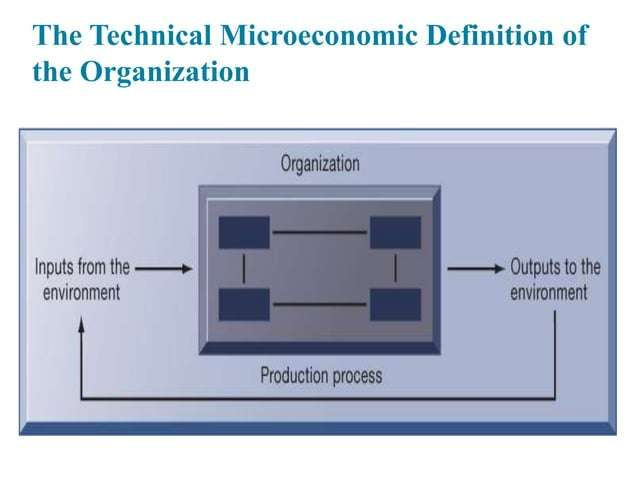 The Technical Microeconomic Definition of
the Organization
Organization
Inputs from the
environment
Outputs to the
environment
Production process